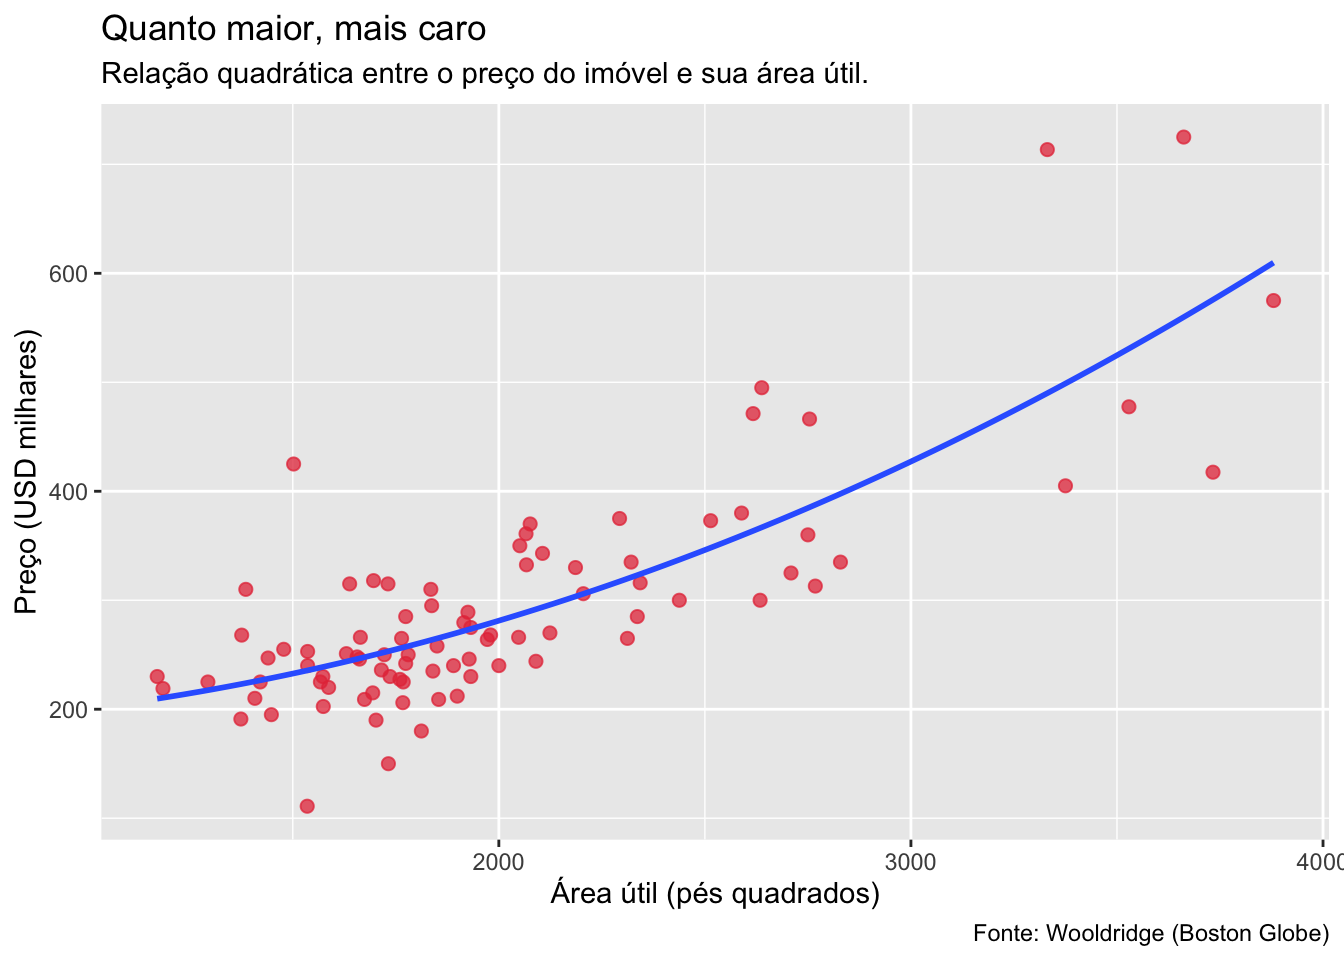 Quanto maior, mais caro
Relação quadrática entre o preço do imóvel e sua área útil.
Preço (USD milhares)
600
400
200
2000
3000
4000
Área útil (pés quadrados)
Fonte: Wooldridge (Boston Globe)